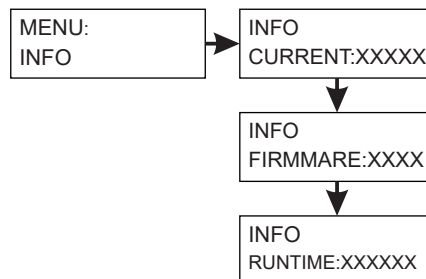 MENU:
INFO
INFO
CURRENT:XXXXX
INFO
FIRMMARE:XXXX
INFO
RUNTIME:XXXXXX